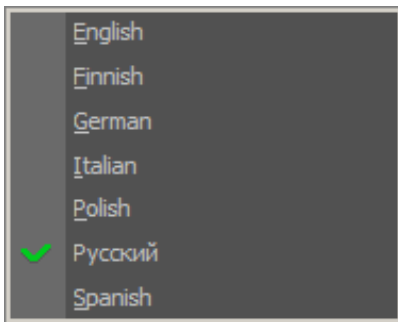 English
Finnish
German
Italian
Polish
Русский
Spanish